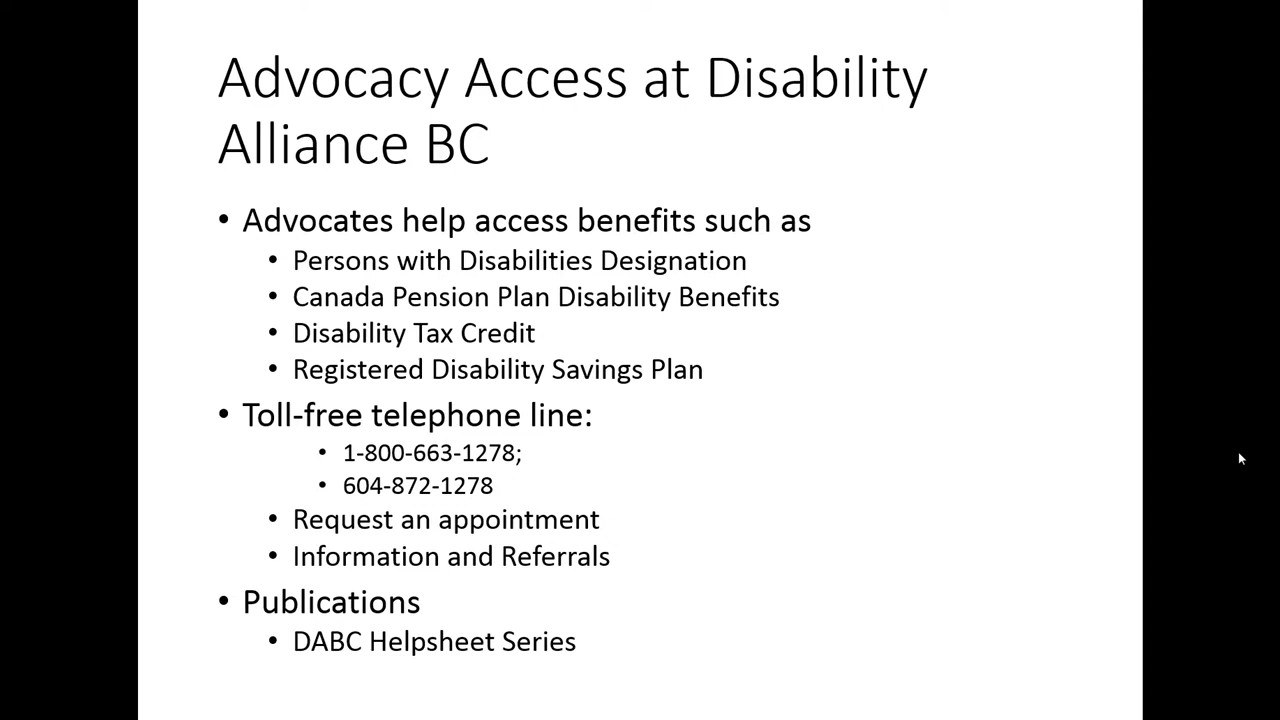 Advocacy Access at Disability
Alliance BC
• Advocates help access benefits such as
• Persons with Disabilities Designation
• Canada Pension Plan Disability Benefits
• Disability Tax Credit
• Registered Disability Savings Plan
• Toll-free telephone line:
• 1-800-663-1278;
• 604-872-1278
• Request an appointment
• Information and Referrals
• Publications
• DABC Helpsheet Series